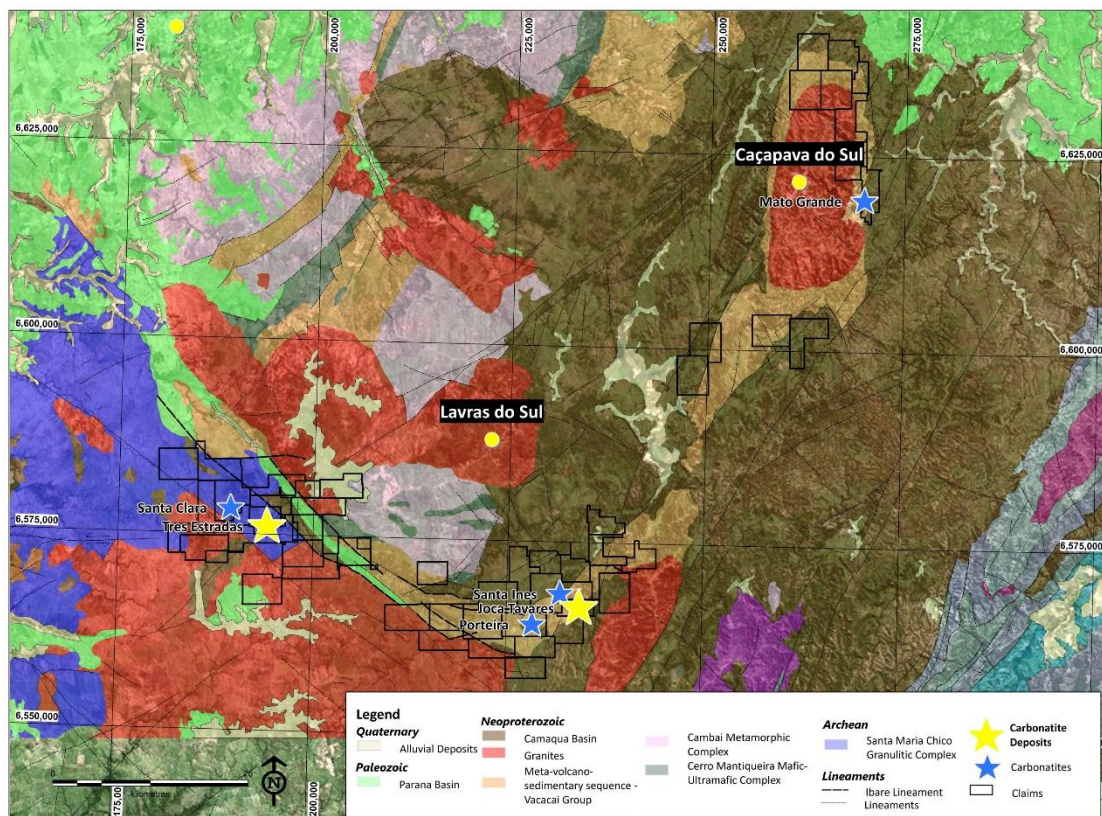 175,000
200,000
225,000
250,000
275,000
6,625,000
6,625,000
Caçapava do Sul
Mato Grande
6,600,000
6,600,000
Lavras do Sul
Santa Clara
Tres Estradas
6,575,000
6,575,000
Santa Ines
Joca Tavares
Porteira
6,550,000
0
kilometres
N
175,000
200,000
Legend
Quaternary
Alluvial Deposits
Paleozoic
Parana Basin
Neoproterozoic
Camaqua Basin
Granites
Meta-volcano-
sedimentary sequence -
Vacacai Group
Cambai Metamorphic
Complex
Cerro Mantiqueira Mafic-
Ultramafic Complex
Archean
Santa Maria Chico
Granulitic Complex
Lineaments
Ibare Lineament
Lineaments
Carbonatite
Deposits
Carbonatites
Claims